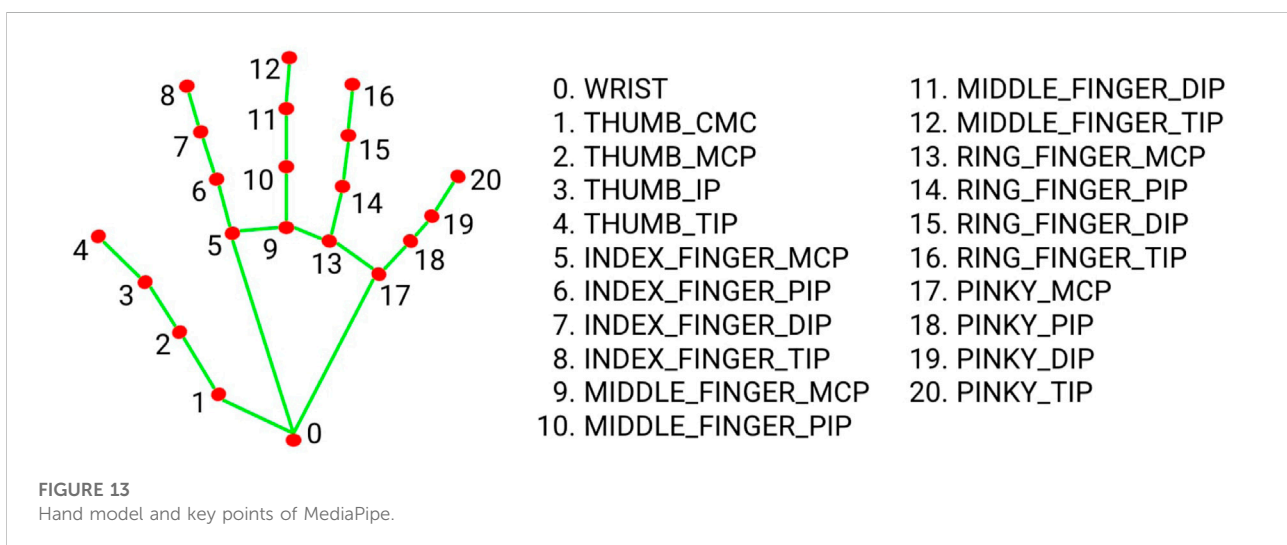 12
8
16
11
7
15
10
6
20
14
19
4
5
9
13
18
3
17
2
1
0
0. WRIST
1. THUMB_CMC
2. THUMB_MCP
3. THUMB_IP
4. THUMB_TIP
5. INDEX_FINGER_MCP
6. INDEX_FINGER_PIP
7. INDEX_FINGER_DIP
8. INDEX_FINGER_TIP
9. MIDDLE_FINGER_MCP
10. MIDDLE_FINGER_PIP
11. MIDDLE_FINGER_DIP
12. MIDDLE_FINGER_TIP
13. RING_FINGER_MCP
14. RING_FINGER_PIP
15. RING_FINGER_DIP
16. RING_FINGER_TIP
17. PINKY_MCP
18. PINKY_PIP
19. PINKY_DIP
20. PINKY_TIP
FIGURE 13
Hand model and key points of MediaPipe.